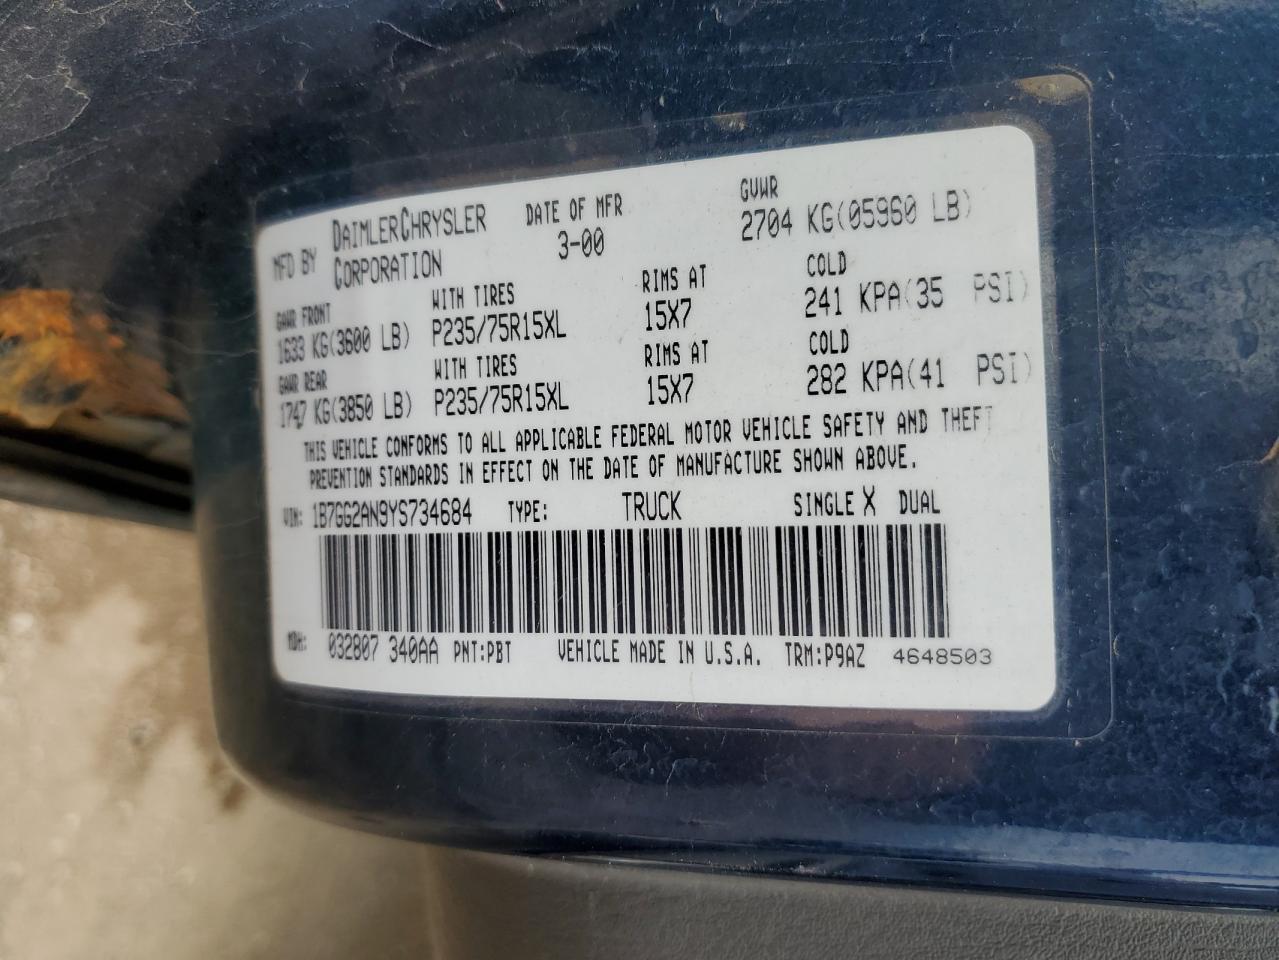 MFD BY DAIMLERCHRYSLER CORPORATION DATE OF MFR 3-00 GVWR 2704 KG(05960 LB)
GAWR FRONT WITH TIRES RIMS AT COLD
1633 KG(3600 LB) P235/75R15XL 15X7 241 KPA(35 PSI)
GAWR REAR WITH TIRES RIMS AT COLD
1747 KG(3850 LB) P235/75R15XL 15X7 282 KPA(41 PSI)
THIS VEHICLE CONFORMS TO ALL APPLICABLE FEDERAL MOTOR VEHICLE SAFETY AND THEFT
PREVENTION STANDARDS IN EFFECT ON THE DATE OF MANUFACTURE SHOWN ABOVE.
VIN: 1B7GG2AN9YS734684 TYPE: TRUCK SINGLE X DUAL
MDH: 032807 340AA PNT:PBT VEHICLE MADE IN U.S.A. TRM:P9AZ 4648503